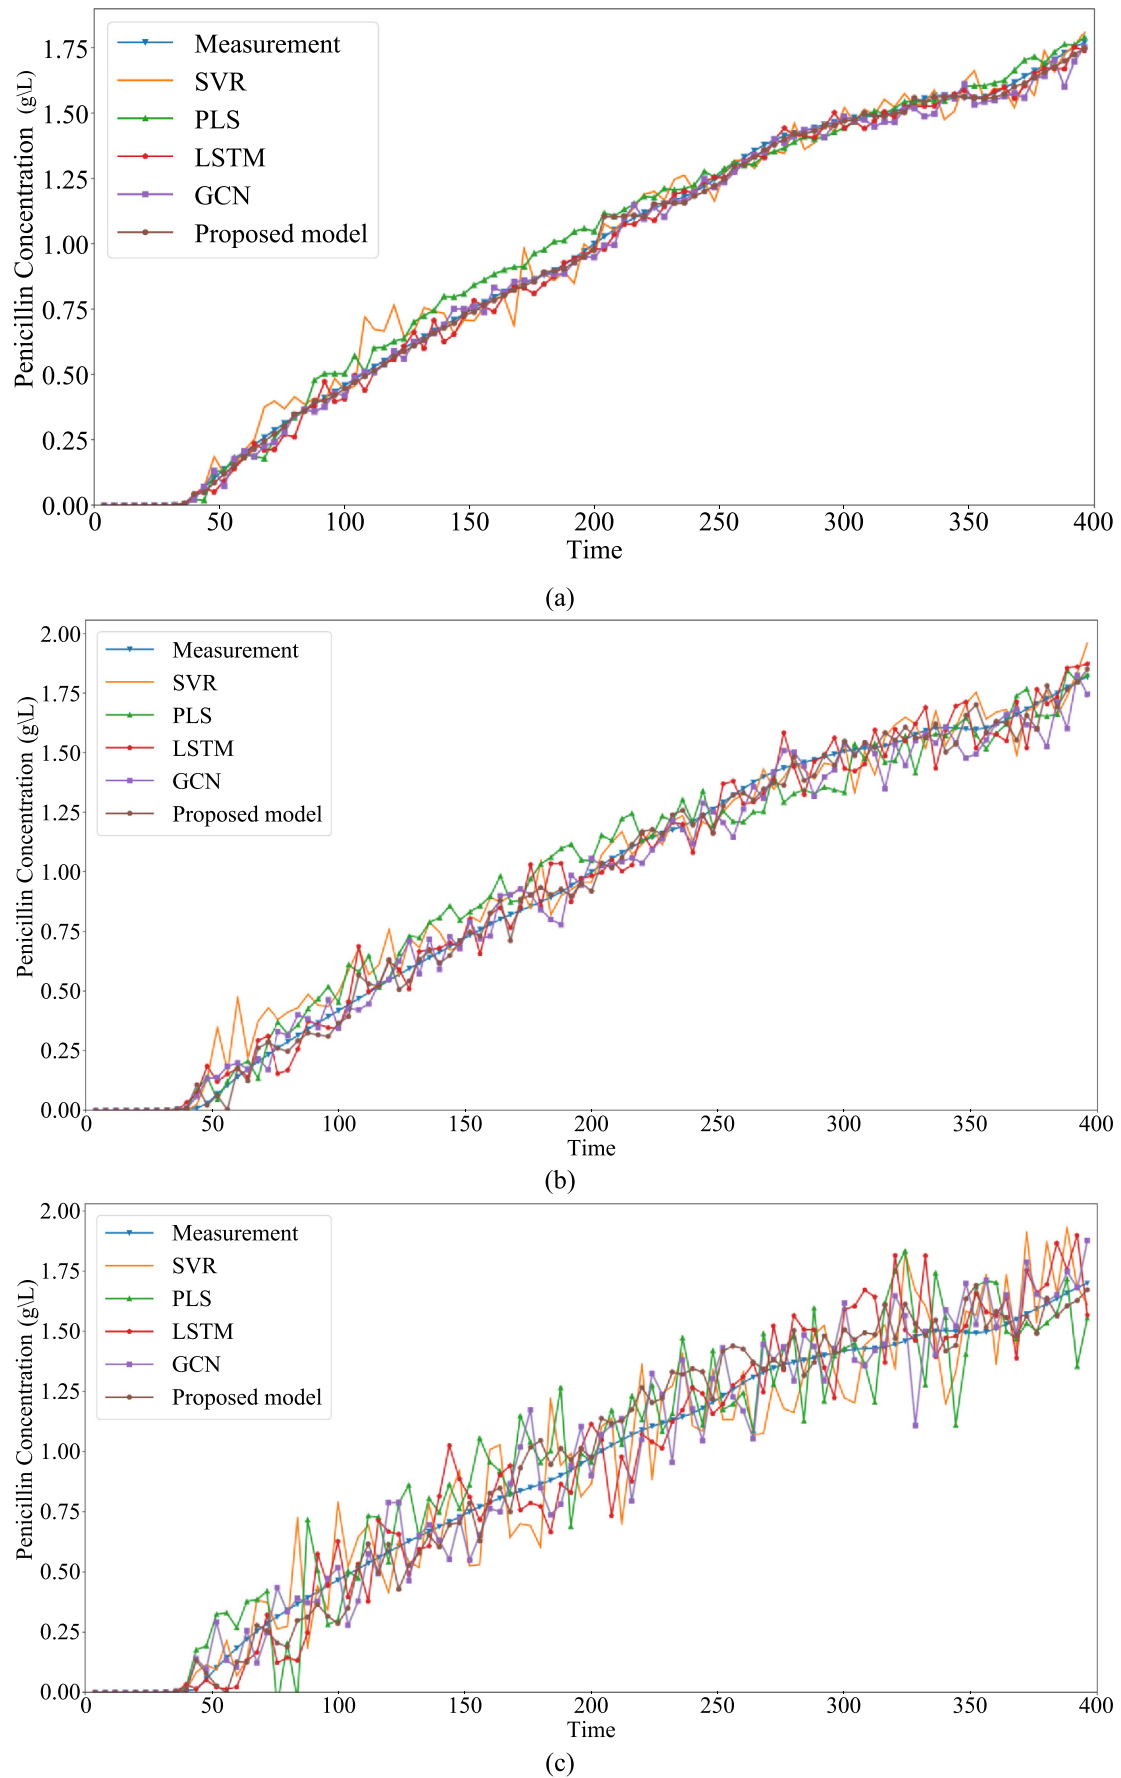 1.75
1.50
1.25
1.00
0.75
0.50
0.25
0.00
Penicillin Concentration (g\L)
Measurement
SVR
PLS
LSTM
GCN
Proposed model
0 50 100 150 200 250 300 350 400
Time
(a)
2.00
1.75
1.50
1.25
1.00
0.75
0.50
0.25
0.00
Penicillin Concentration (g\L)
Measurement
SVR
PLS
LSTM
GCN
Proposed model
0 50 100 150 200 250 300 350 400
Time
(b)
2.00
1.75
1.50
1.25
1.00
0.75
0.50
0.25
0.00
Penicillin Concentration (g\L)
Measurement
SVR
PLS
LSTM
GCN
Proposed model
0 50 100 150 200 250 300 350 400
Time
(c)